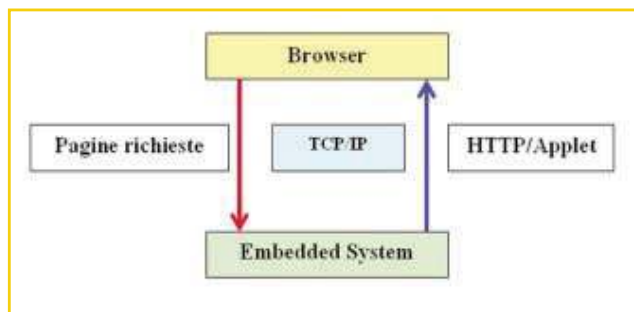 Browser
Pagine richieste
TCP/IP
HTTP/Applet
Embedded System